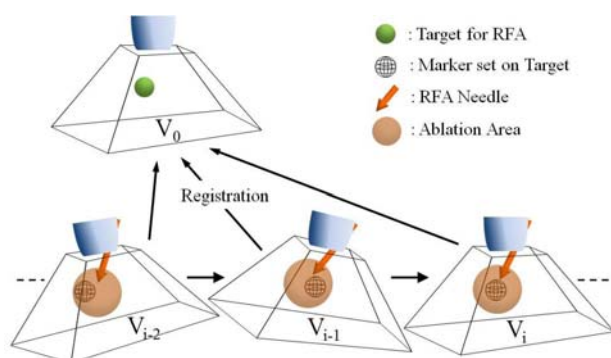 : Target for RFA
: Marker set on Target
: RFA Needle
: Ablation Area
V0
Registration
Vi-2
Vi-1
Vi